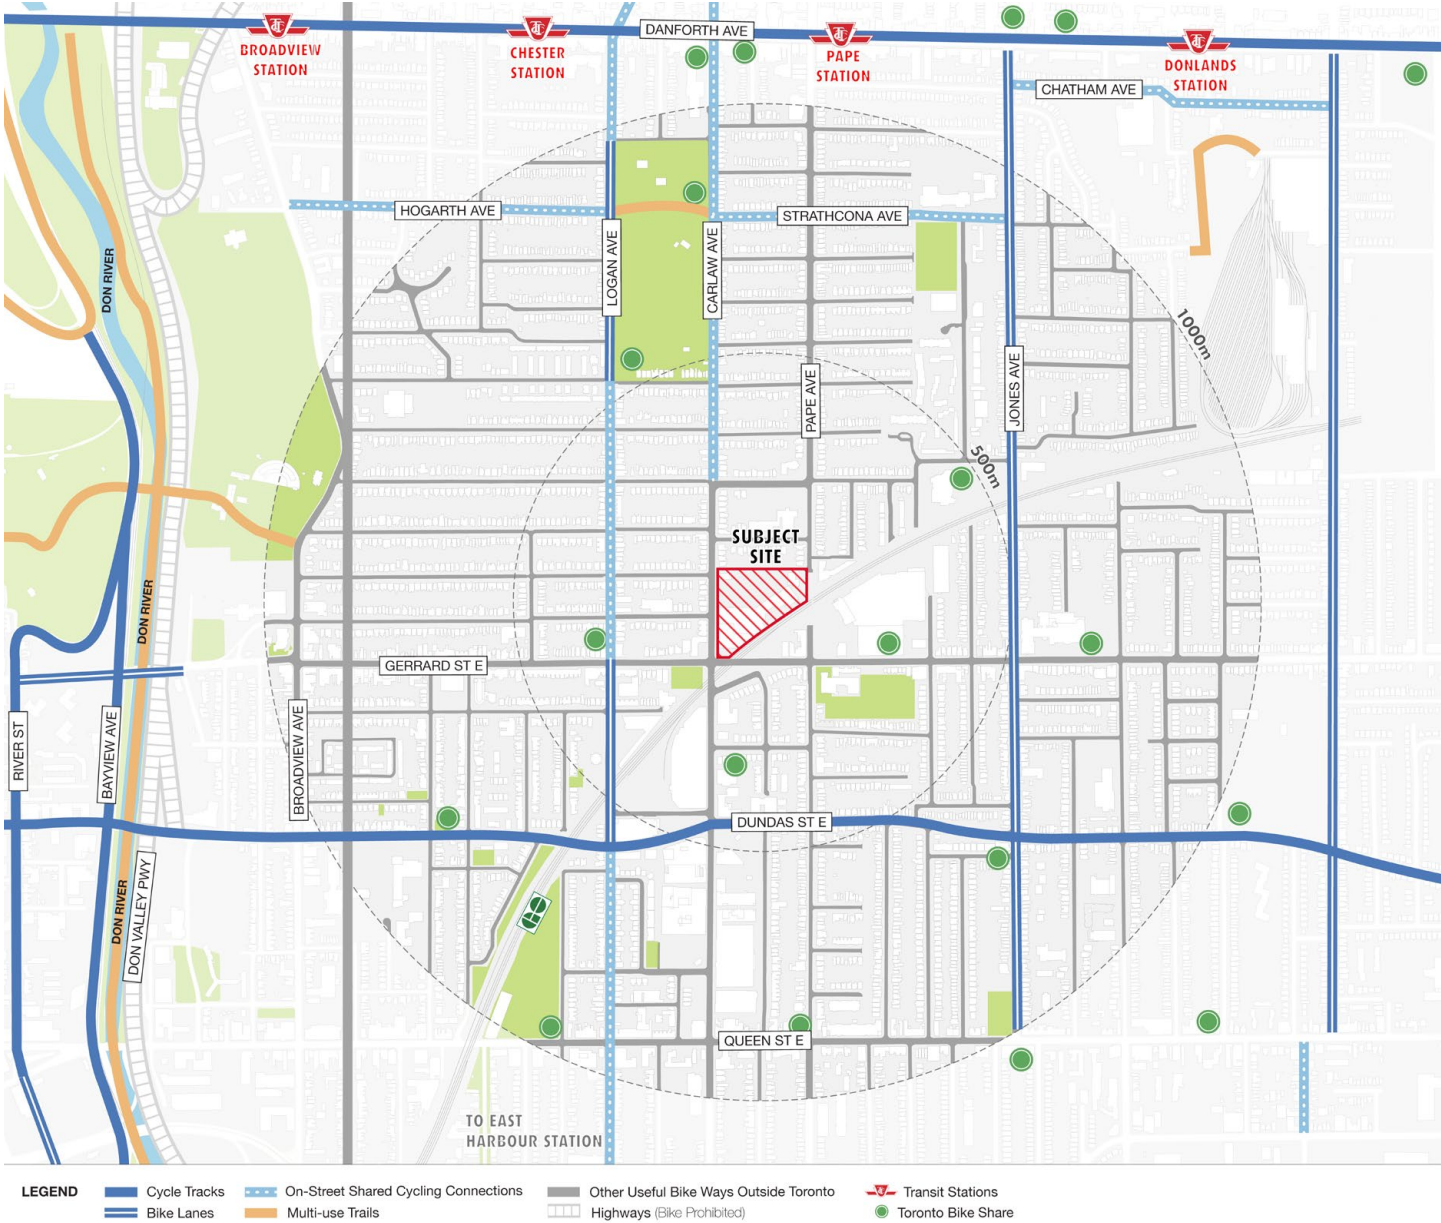 DANFORTH AVE
BROADVIEW
STATION
CHESTER
STATION
PAPE
STATION
DONLANDS
STATION
CHATHAM AVE
HOGARTH AVE
STRATHCONA AVE
DON RIVER
LOGAN AVE
CARLAW AVE
1000m
PAPE AVE
JONES AVE
500m
SUBJECT
SITE
DON RIVER
GERRARD ST E
RIVER ST
BAYVIEW AVE
BROADVIEW AVE
DUNDAS ST E
DON RIVER
DON VALLEY PWY
GO
QUEEN ST E
TO EAST
HARBOUR STATION
LEGEND
Cycle Tracks
On-Street Shared Cycling Connections
Other Useful Bike Ways Outside Toronto
Transit Stations
Bike Lanes
Multi-use Trails
Highways (Bike Prohibited)
Toronto Bike Share